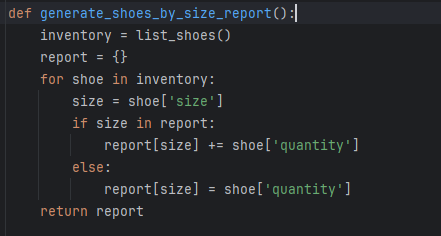 def generate_shoes_by_size_report():
    inventory = list_shoes()
    report = {}
    for shoe in inventory:
        size = shoe['size']
        if size in report:
            report[size] += shoe['quantity']
        else:
            report[size] = shoe['quantity']
    return report